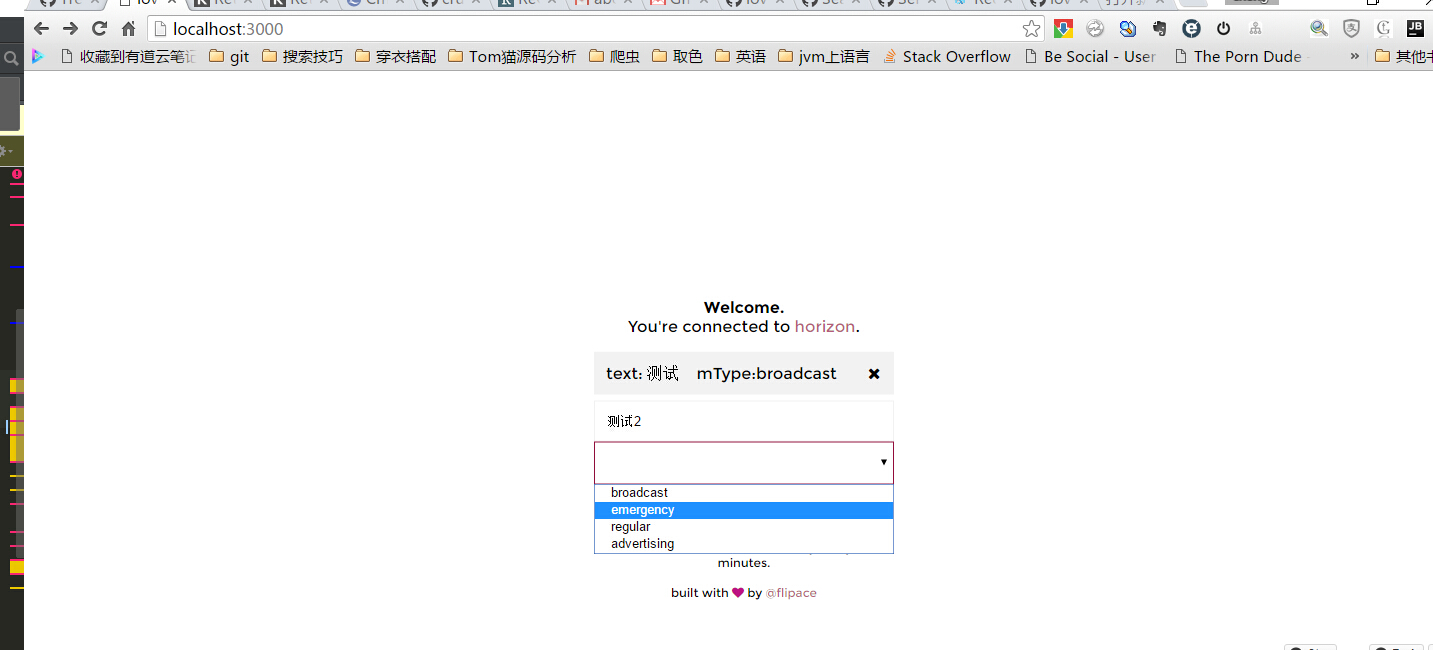 localhost:3000
收藏到有道云笔记 git 搜索技巧 穿衣搭配 Tom猫源码分析 爬虫 取色 英语 jvm上语言 Stack Overflow Be Social - User The Porn Dude » 其他书
Welcome.
You're connected to horizon.
text: 测试 mType:broadcast ✖
测试2
broadcast
emergency
regular
advertising
minutes.
built with ♥ by @flipace